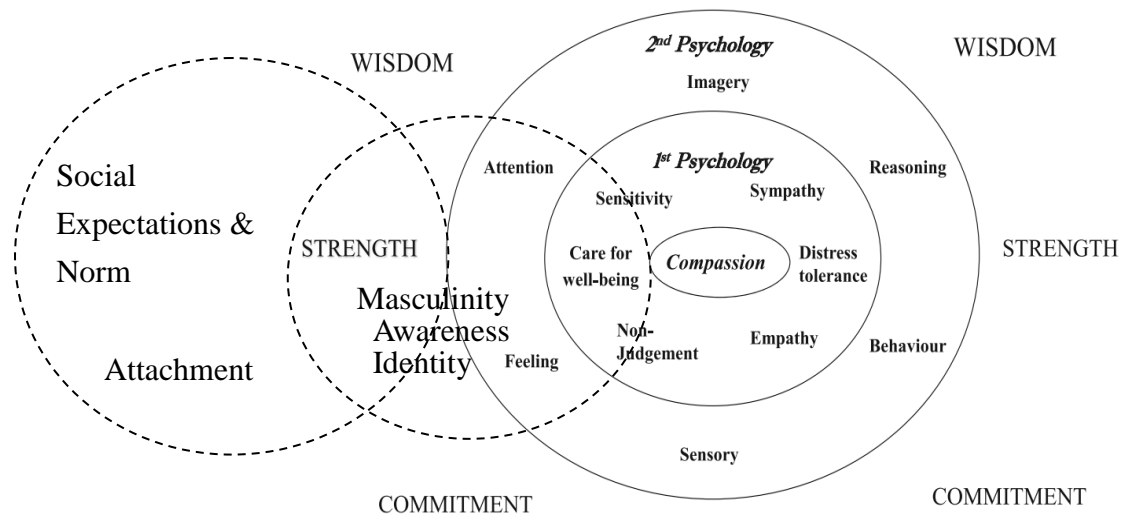 2nd Psychology
WISDOM
WISDOM
Imagery
Attention
1st Psychology
Reasoning
Social
Expectations &
Norm
Sensitivity
Sympathy
STRENGTH
Care for
well-being
Compassion
Distress
tolerance
STRENGTH
Masculinity
Awareness
Identity
Non-
Judgement
Empathy
Behaviour
Attachment
Feeling
Sensory
COMMITMENT
COMMITMENT